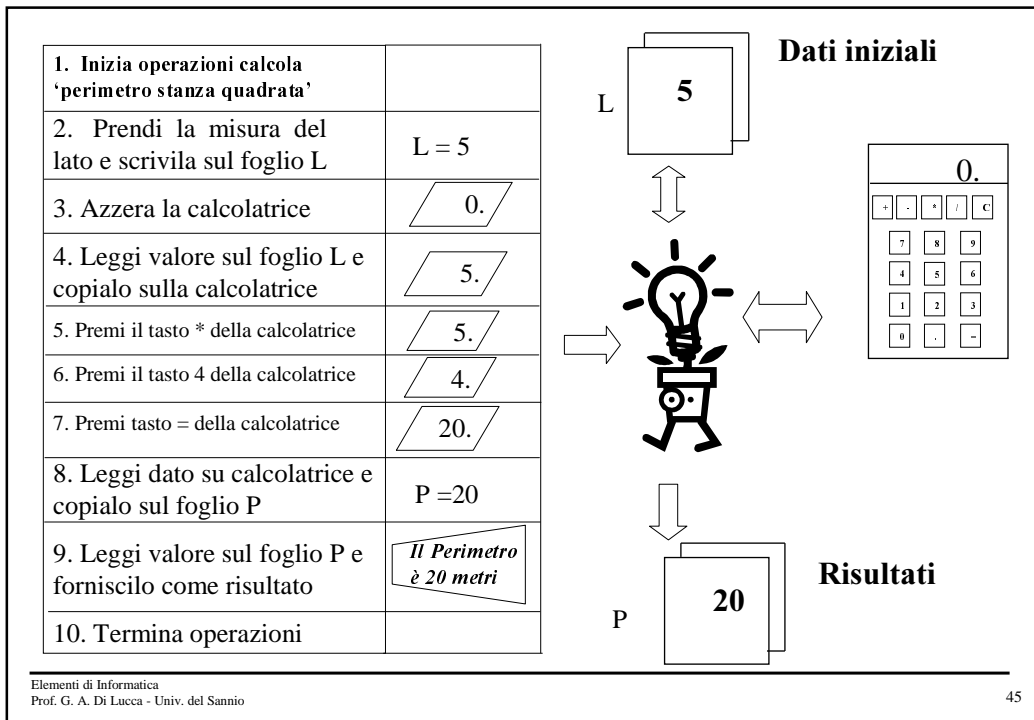 1. Inizia operazioni calcola
‘perimetro stanza quadrata’
2. Prendi la misura del
lato e scrivila sul foglio L
L = 5
3. Azzera la calcolatrice
0.
4. Leggi valore sul foglio L e
copialo sulla calcolatrice
5.
5. Premi il tasto * della calcolatrice
5.
6. Premi il tasto 4 della calcolatrice
4.
7. Premi tasto = della calcolatrice
20.
8. Leggi dato su calcolatrice e
copialo sul foglio P
P =20
9. Leggi valore sul foglio P e
forniscilo come risultato
Il Perimetro
è 20 metri
10. Termina operazioni
Dati iniziali
L
5
0.
+ - * / C
7 8 9
4 5 6
1 2 3
0 . =
Risultati
P
20
Elementi di Informatica
Prof. G. A. Di Lucca - Univ. del Sannio
45